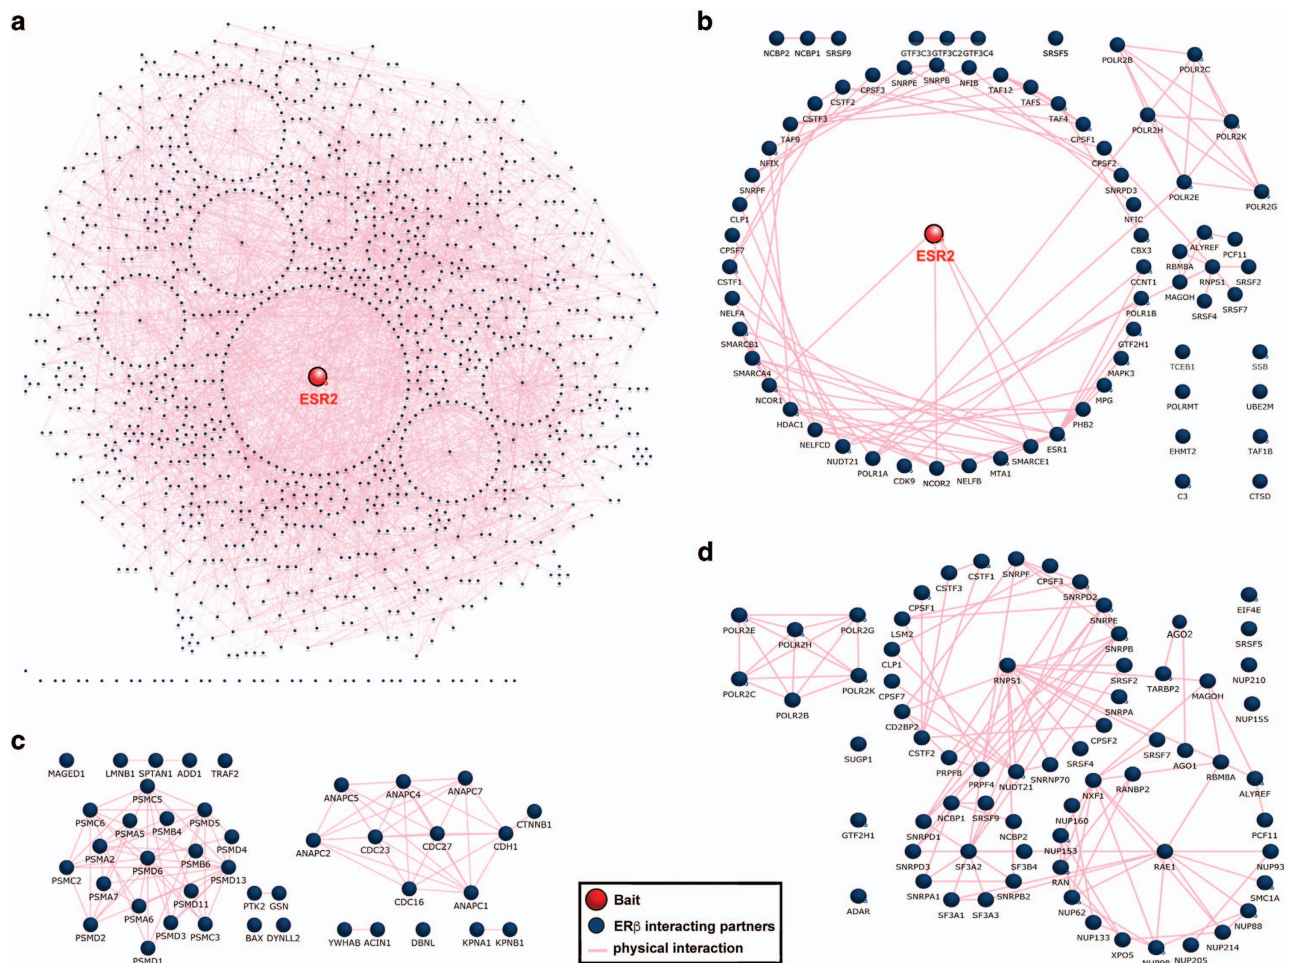 a
ESR2
b
NCBP2 NCBP1 SRSF9
GTF3C3 GTF3C2 GTF3C4
SRSF5
POLR2B
POLR2C
POLR2H
POLR2K
POLR2E
POLR2G
SNRPE
SNRPB
NFIB
TAF12
TAF5
TAF4
CPSF1
CPSF2
SNRPD3
NFIC
CBX3
CCNT1
POLR1B
GTF2H1
MAPK3
MPG
PHB2
ESR1
SMARCE1
MTA1
NELFB
NCOR2
CDK9
POLR1A
NUDT21
NELFCD
HDAC1
NCOR1
SMARCA4
SMARCB1
NELFA
CSTF1
CPSF7
CLP1
SNRPF
NFIX
TAF9
CSTF3
CSTF2
CPSF3
ESR2
ALYREF
PCF11
RBM8A
RNPS1
SRSF2
MAGOH
SRSF4
SRSF7
TCEB1
SSB
POLRMT
UBE2M
EHMT2
TAF1B
C3
CTSD
c
MAGED1
LMNB1 SPTAN1 ADD1
TRAF2
PSMC5
PSMC6
PSMA5
PSMB4
PSMD5
PSMA2
PSMD4
PSMB6
PSMC2
PSMD6
PSMD13
PSMA7
PSMD11
PSMA6
PSMD2
PSMD3
PSMC3
PSMD1
PTK2 GSN
BAX DYNLL2
ANAPC5
ANAPC4
ANAPC7
CTNNB1
ANAPC2
CDC23
CDC27
CDH1
CDC16
ANAPC1
YWHAB ACIN1
DBNL
KPNA1 KPNB1
d
POLR2E
POLR2H
POLR2G
POLR2C
POLR2K
POLR2B
SUGP1
GTF2H1
ADAR
CSTF3
CSTF1
SNRPF
CPSF3
SNRPD2
SNRPE
SNRPB
SRSF2
SNRPA
CPSF2
SRSF4
SNRNP70
NUDT21
PRPF4
PRPF8
CSTF2
CD2BP2
CPSF7
CLP1
LSM2
CPSF1
RNPS1
AGO2
TARBP2
MAGOH
SRSF7
AGO1
RBM8A
ALYREF
PCF11
NCBP1
SRSF9
NCBP2
SNRPD1
SNRPD3
SF3A2
SF3B4
SNRPA1
SF3A1
SF3A3
SNRPB2
NXF1
RANBP2
NUP160
NUP153
RAN
RAE1
NUP93
SMC1A
NUP62
NUP88
NUP133
NUP214
XPO5
NUP98
NUP205
EIF4E
SRSF5
NUP210
NUP155
Bait
ERβ interacting partners
physical interaction